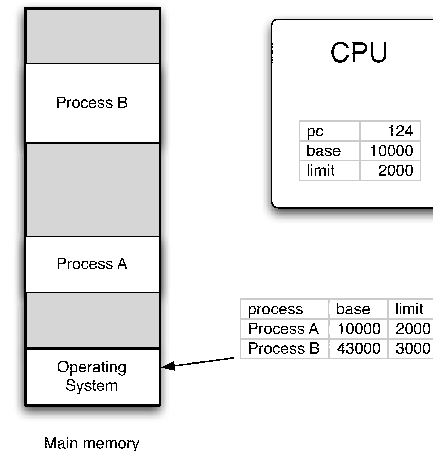 CPU
Process B
pc 124
base 10000
limit 2000
Process A
process base limit
Process A 10000 2000
Process B 43000 3000
Operating
System
Main memory